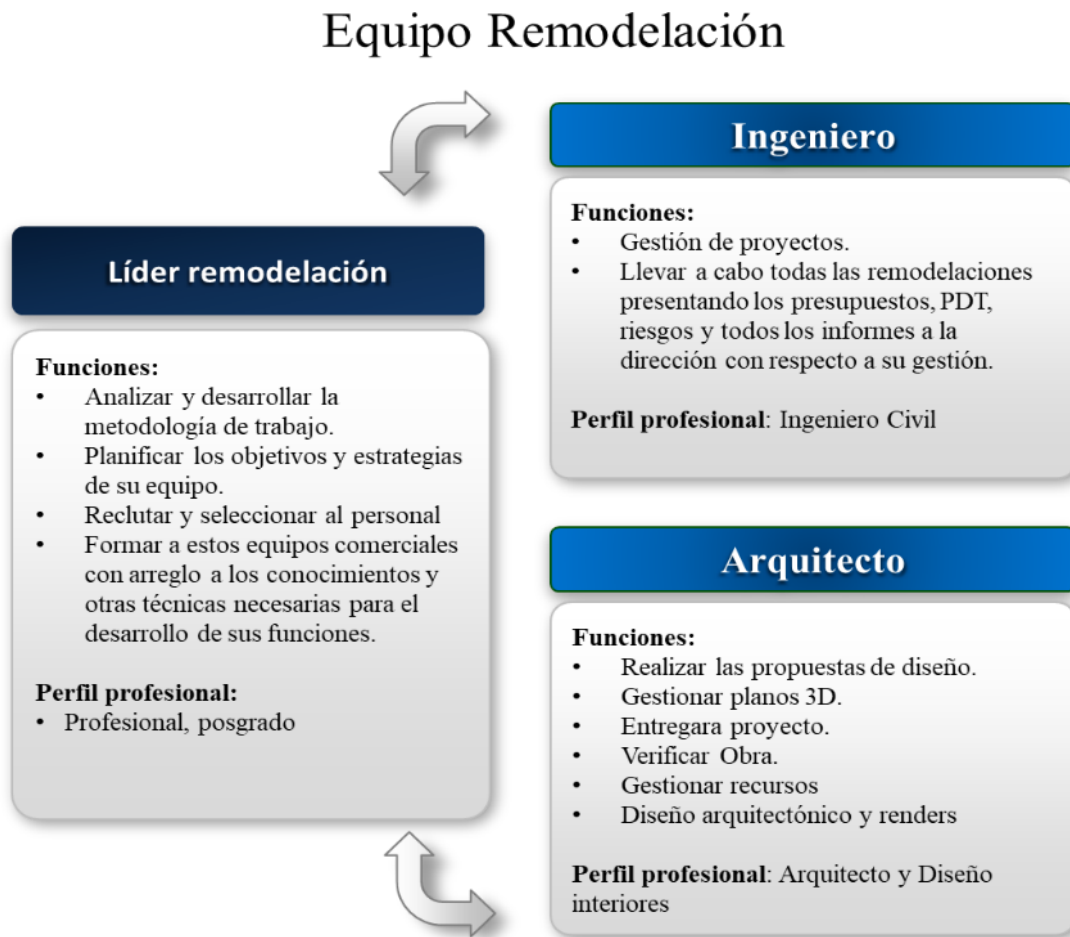 Equipo Remodelación
Líder remodelación
Funciones:
• Analizar y desarrollar la
metodología de trabajo.
• Planificar los objetivos y estrategias
de su equipo.
• Reclutar y seleccionar al personal
• Formar a estos equipos comerciales
con arreglo a los conocimientos y
otras técnicas necesarias para el
desarrollo de sus funciones.
Perfil profesional:
• Profesional, posgrado
Ingeniero
Funciones:
• Gestión de proyectos.
• Llevar a cabo todas las remodelaciones
presentando los presupuestos, PDT,
riesgos y todos los informes a la
dirección con respecto a su gestión.
Perfil profesional: Ingeniero Civil
Arquitecto
Funciones:
• Realizar las propuestas de diseño.
• Gestionar planos 3D.
• Entregara proyecto.
• Verificar Obra.
• Gestionar recursos
• Diseño arquitectónico y renders
Perfil profesional: Arquitecto y Diseño
interiores